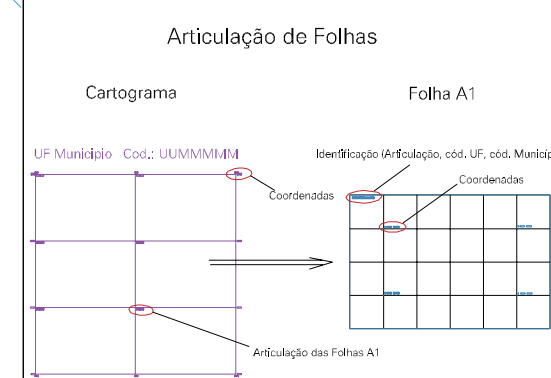 Articulação de Folhas
Cartograma
Folha A1
UF Municipio Cod.: UUMMMMM
Identificação (Articulação, cód. UF, cód. Municíp
Coordenadas
Coordenadas
Articulação das Folhas A1